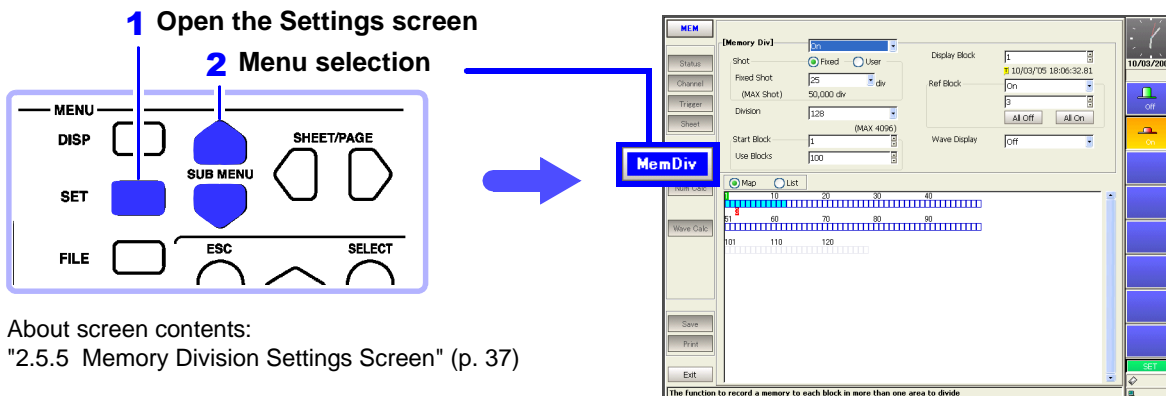 1 Open the Settings screen
2 Menu selection
MENU
DISP
SHEET/PAGE
SUB MENU
SET
FILE
ESC
SELECT
About screen contents:
"2.5.5 Memory Division Settings Screen" (p. 37)
MemDiv
MEM
Status
Channel
Trigger
Sheet
Num Calc
Wave Calc
Save
Print
Exit
[Memory Div]
On
Shot
Fixed
User
Fixed Shot
25
div
(MAX Shot)
50,000 div
Division
128
(MAX 4096)
Start Block
1
Use Blocks
100
Display Block
1
10/03/'05 18:06:32.81
Ref Block
On
3
All Off
All On
Wave Display
Off
Map
List
10 20 30 40
51 60 70 80 90
101 110 120
10/03/200
Off
On
SET
The function to record a memory to each block in more than one area to divide